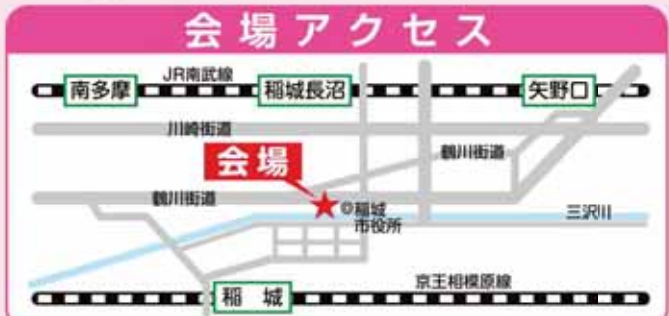 会場アクセス
JR南武線
南多摩
稲城長沼
矢野口
川崎街道
会場
鶴川街道
鶴川街道
◎稲城
市役所
三沢川
京王相模原線
稲城